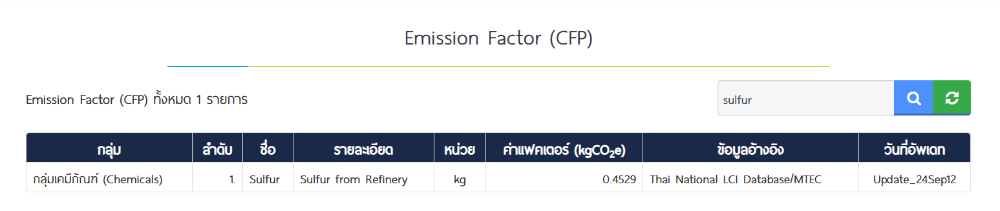 Emission Factor (CFP)
Emission Factor (CFP) ทั้งหมด 1 รายการ
sulfur
กลุ่ม ลำดับ ชื่อ รายละเอียด หน่วย ค่าแฟคเตอร์ (kgCO₂e) ข้อมูลอ้างอิง วันที่อัพเดท
กลุ่มเคมีภัณฑ์ (Chemicals) 1. Sulfur Sulfur from Refinery kg 0.4529 Thai National LCI Database/MTEC Update_24Sep12